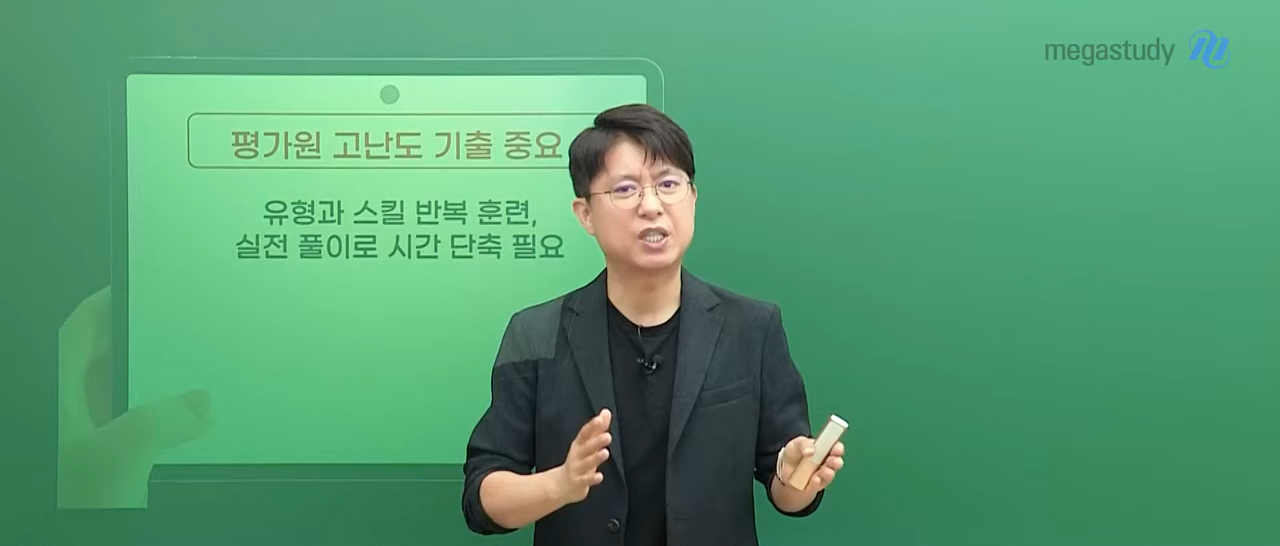 megastudy
평가원 고난도 기출 중요
유형과 스킬 반복 훈련,
실전 풀이로 시간 단축 필요